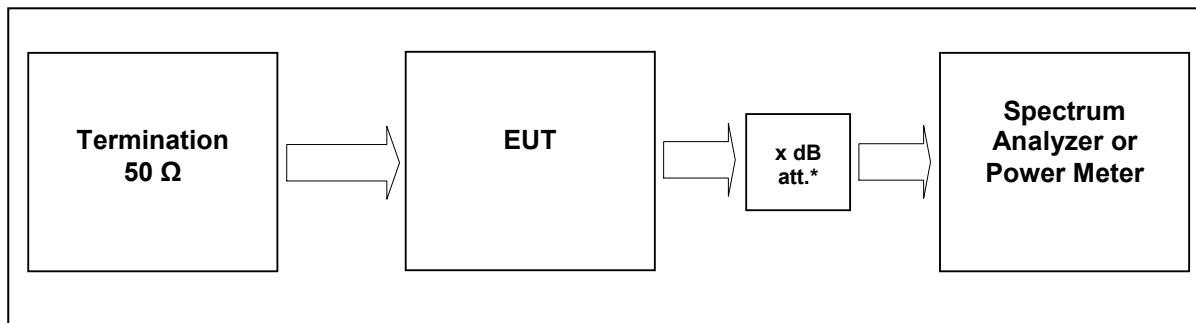 Termination
50 Ω
EUT
x dB
att.*
Spectrum
Analyzer or
Power Meter